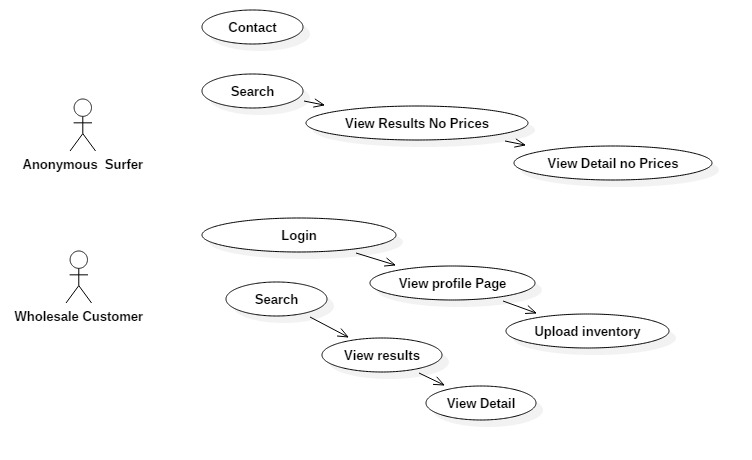 Contact
Search
View Results No Prices
View Detail no Prices
Anonymous  Surfer
Login
View profile Page
Search
Upload inventory
Wholesale Customer
View results
View Detail